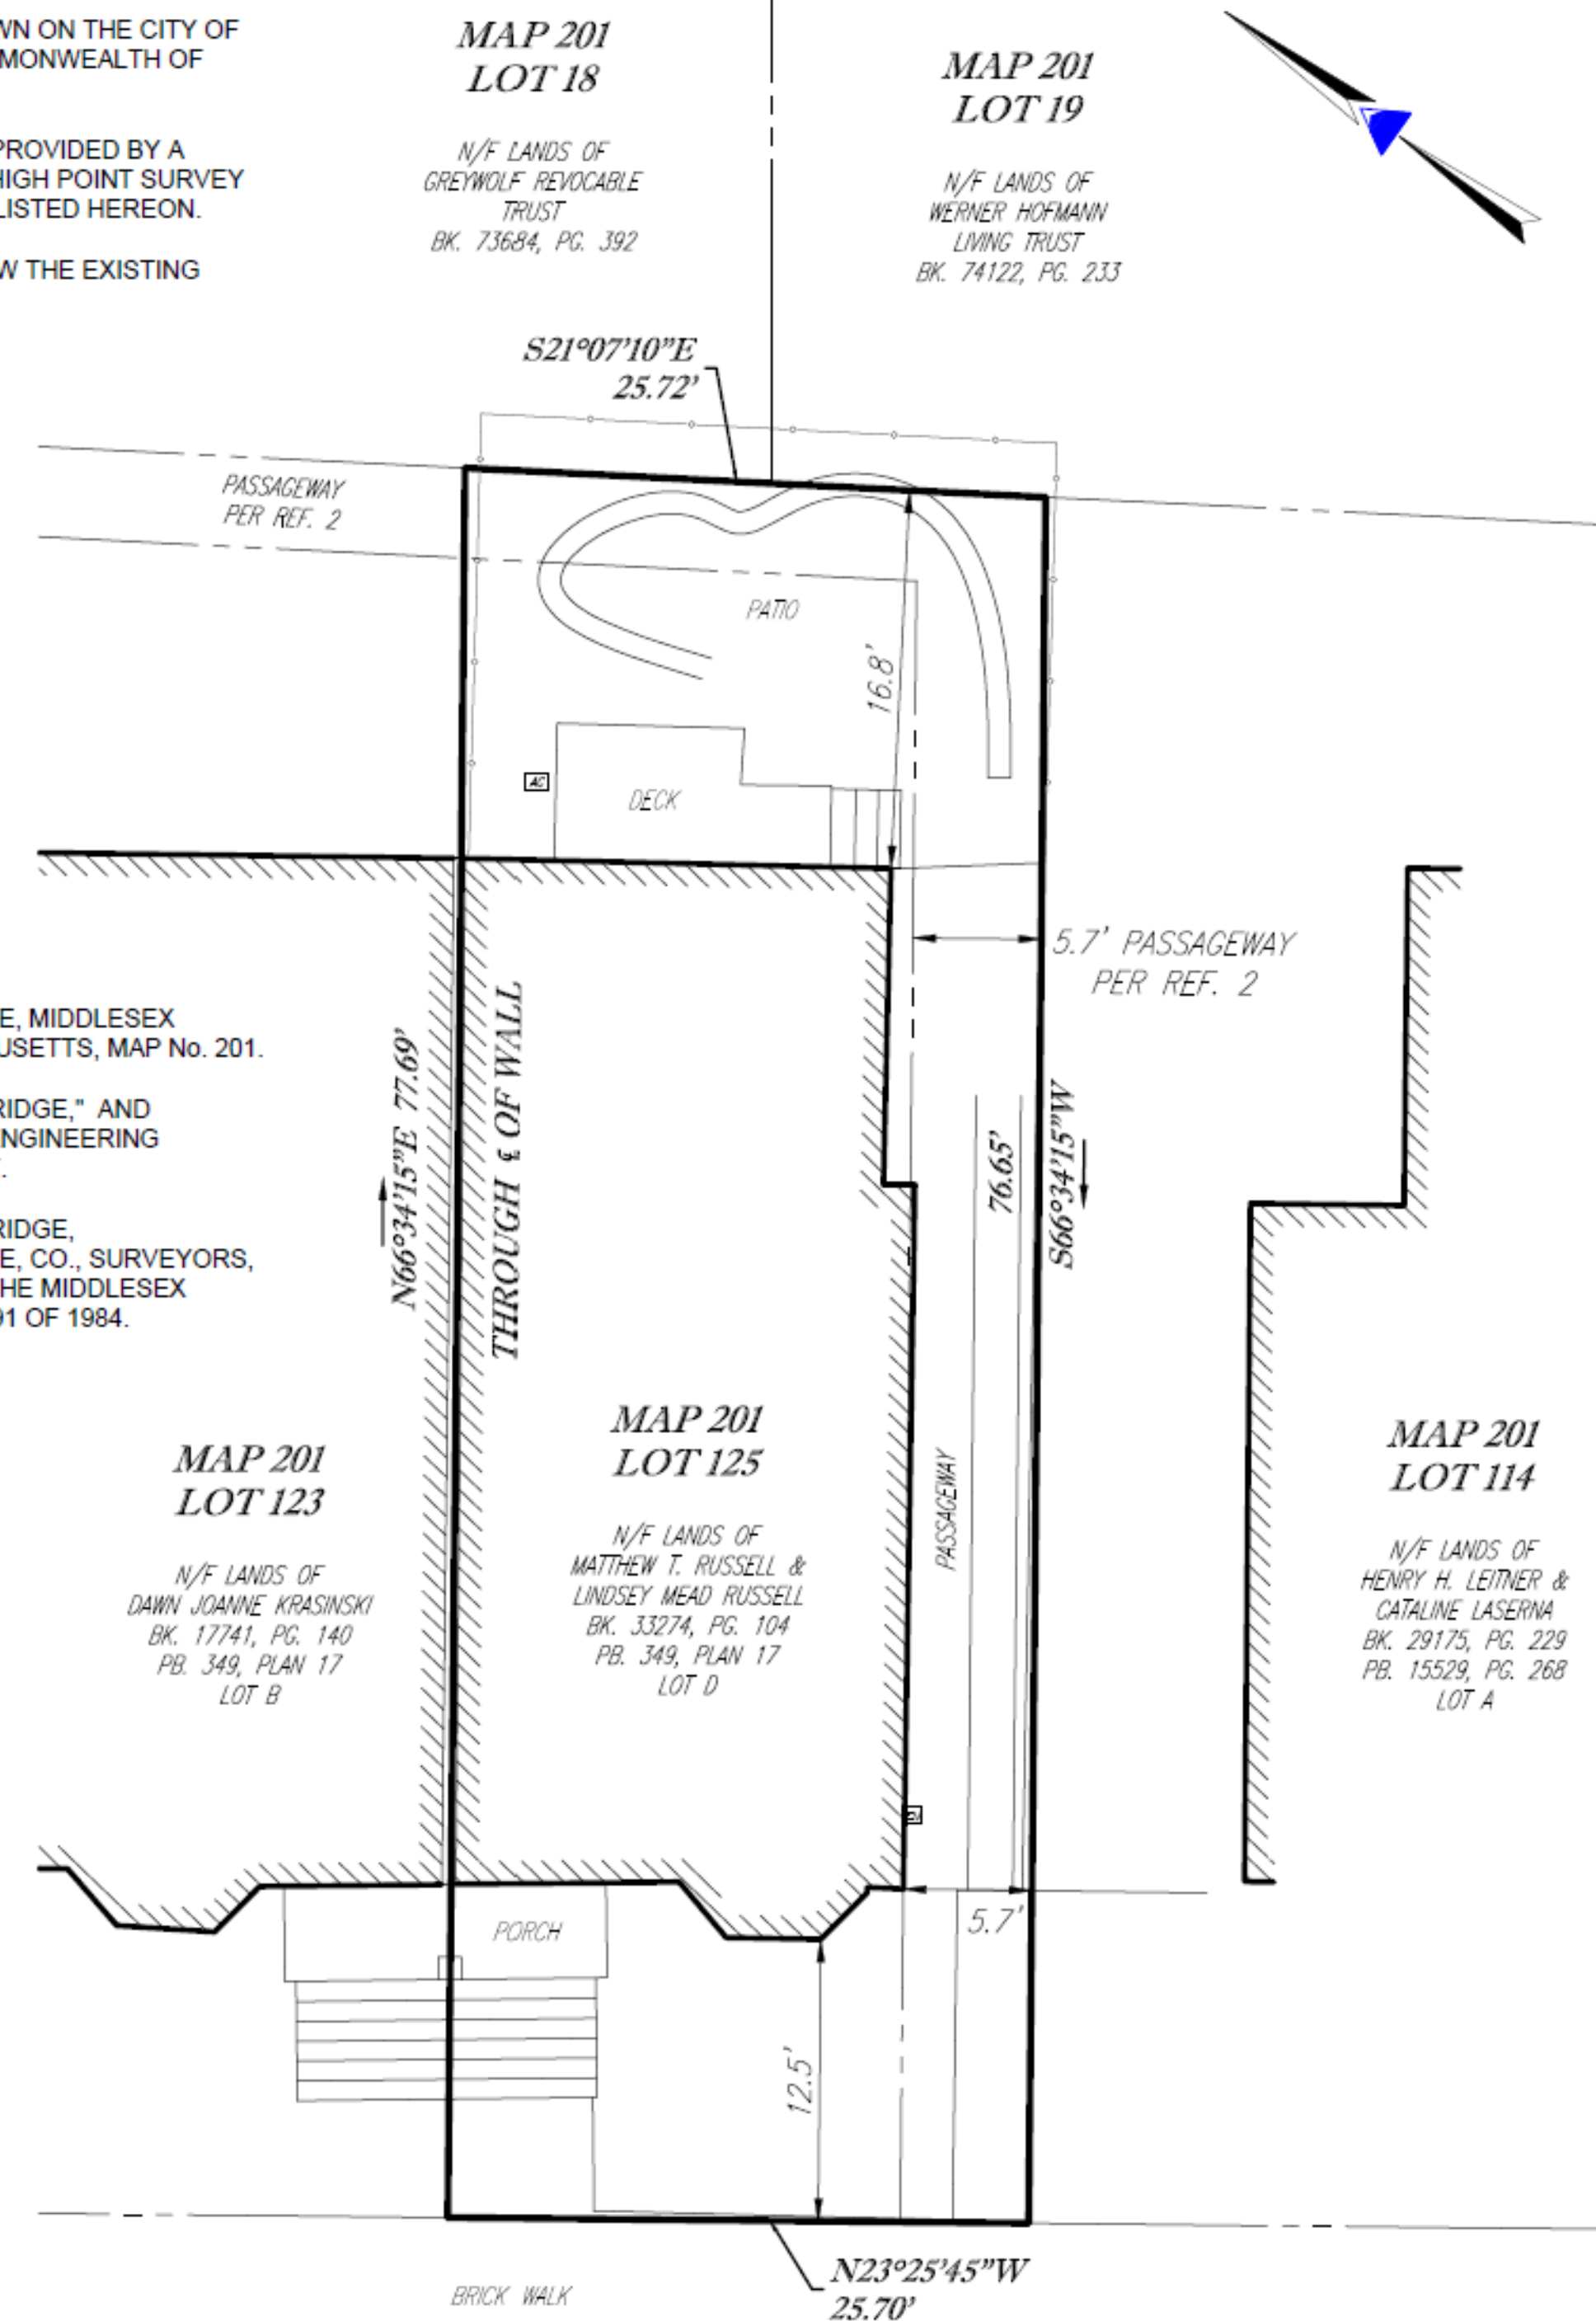 WN ON THE CITY OF
MONWEALTH OF
PROVIDED BY A
HIGH POINT SURVEY
LISTED HEREON.
W THE EXISTING
MAP 201
LOT 18
N/F LANDS OF
GREYWOLF REVOCABLE
TRUST
BK. 73684, PG. 392
MAP 201
LOT 19
N/F LANDS OF
WERNER HOFMANN
LIVING TRUST
BK. 74122, PG. 233
S21°07'10"E
25.72'
PASSAGEWAY
PER REF. 2
PATIO
16.8'
AC
DECK
5.7' PASSAGEWAY
PER REF. 2
E, MIDDLESEX
USETTS, MAP No. 201.
RIDGE," AND
ENGINEERING
RIDGE,
E, CO., SURVEYORS,
HE MIDDLESEX
91 OF 1984.
N66°34'15"E 77.69'
THROUGH ℄ OF WALL
76.65'
S66°34'15"W
MAP 201
LOT 123
N/F LANDS OF
DAWN JOANNE KRASINSKI
BK. 17741, PG. 140
PB. 349, PLAN 17
LOT B
MAP 201
LOT 125
N/F LANDS OF
MATTHEW T. RUSSELL &
LINDSEY MEAD RUSSELL
BK. 33274, PG. 104
PB. 349, PLAN 17
LOT D
PASSAGEWAY
MAP 201
LOT 114
N/F LANDS OF
HENRY H. LEITNER &
CATALINE LASERNA
BK. 29175, PG. 229
PB. 15529, PG. 268
LOT A
PORCH
5.7'
12.5'
N23°25'45"W
25.70'
BRICK WALK